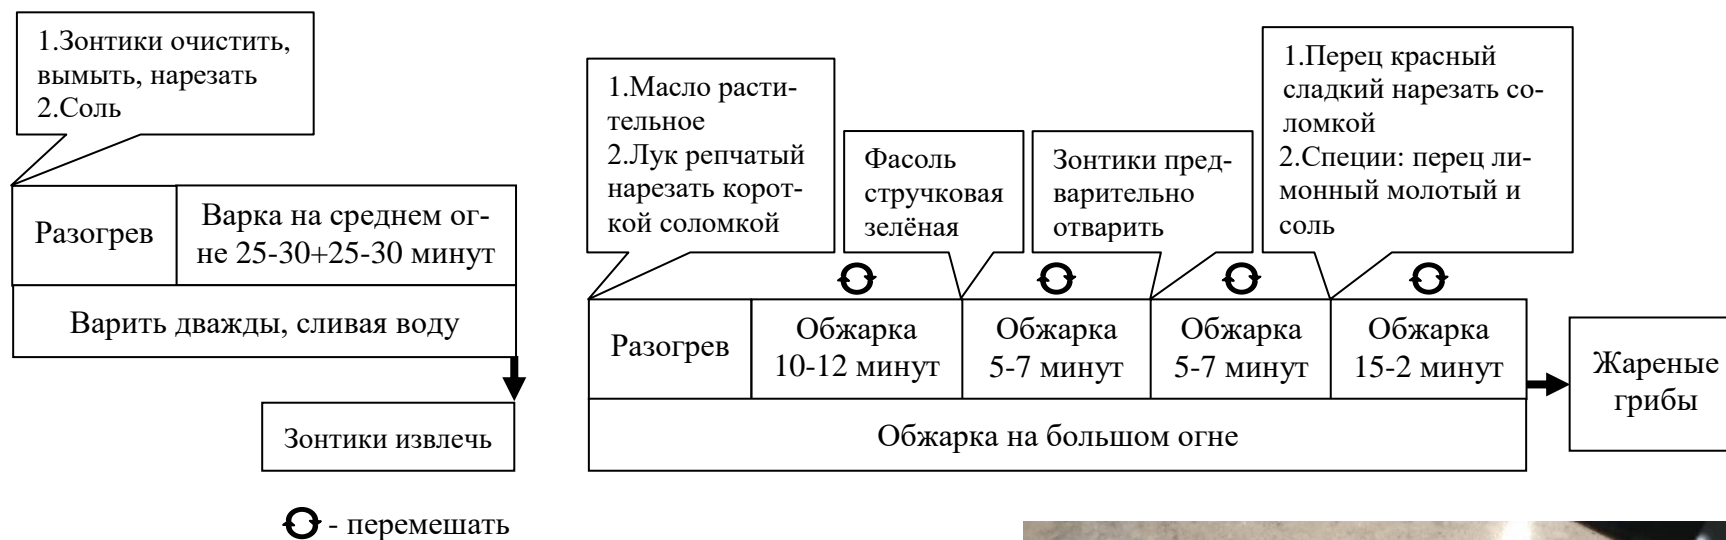 1.Зонтики очистить,
вымыть, нарезать
2.Соль
Разогрев
Варка на среднем ог-
не 25-30+25-30 минут
Варить дважды, сливая воду
Зонтики извлечь
- перемешать
1.Масло расти-
тельное
2.Лук репчатый
нарезать корот-
кой соломкой
Фасоль
стручковая
зелёная
Зонтики пред-
варительно
отварить
1.Перец красный
сладкий нарезать со-
ломкой
2.Специи: перец ли-
монный молотый и
соль
Разогрев
Обжарка
10-12 минут
Обжарка
5-7 минут
Обжарка
5-7 минут
Обжарка
15-2 минут
Обжарка на большом огне
Жареные
грибы